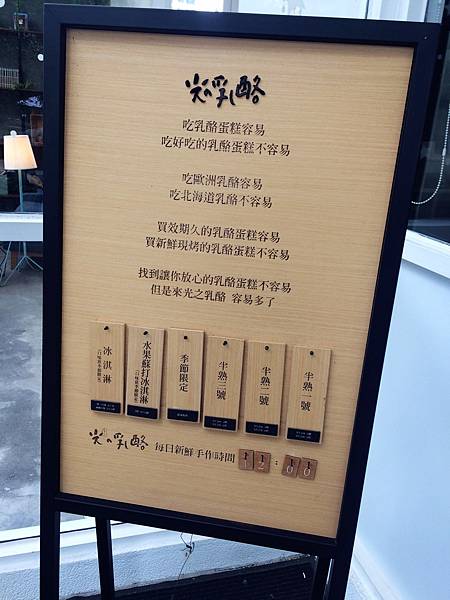 光の乳酪
吃乳酪蛋糕容易
吃好吃的乳酪蛋糕不容易
吃歐洲乳酪容易
吃北海道乳酪不容易
買效期久的乳酪蛋糕容易
買新鮮現烤的乳酪蛋糕不容易
找到讓你放心的乳酪蛋糕不容易
但是來光之乳酪 容易多了
冰淇淋
水果蘇打冰淇淋
季節限定
半熟三號
半熟二號
半熟一號
光の乳酪 每日新鮮 手作時間 12:00